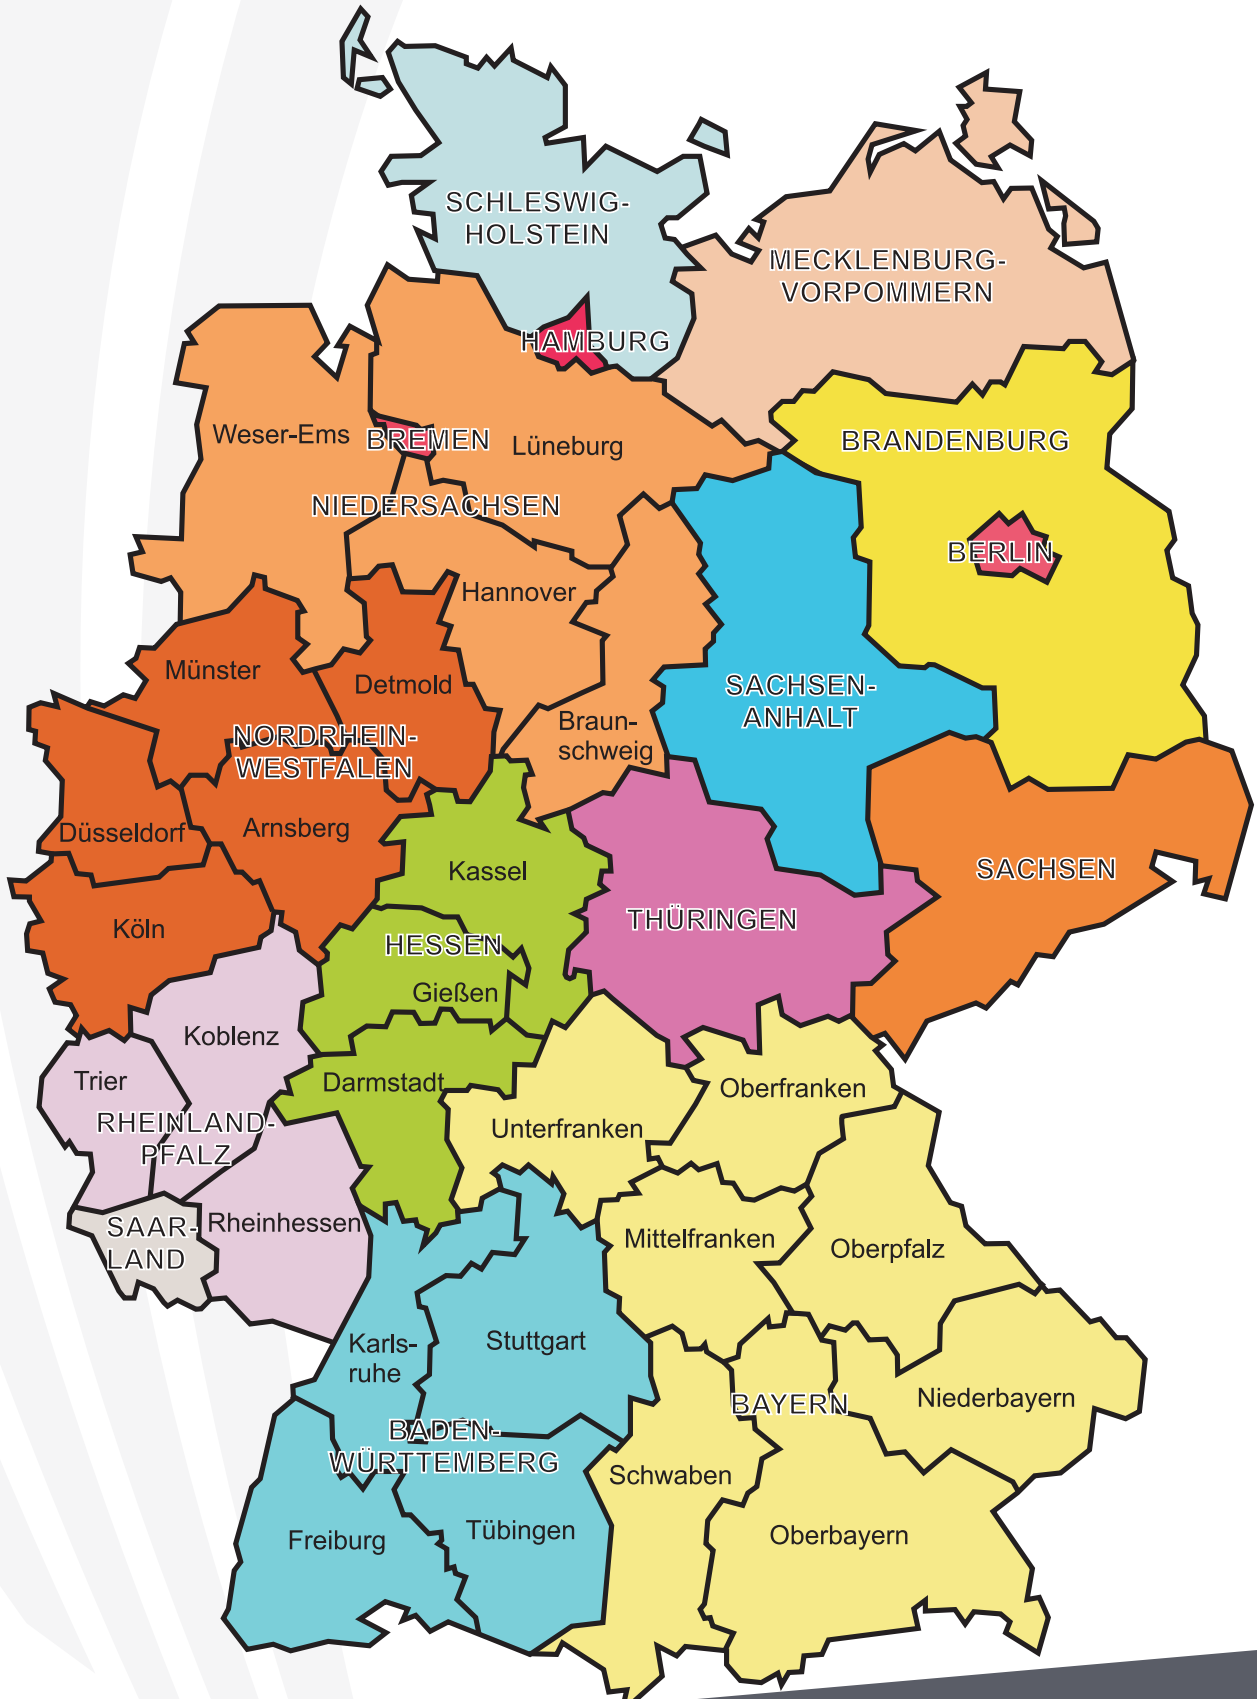 SCHLESWIG-
HOLSTEIN
MECKLENBURG-
VORPOMMERN
HAMBURG
Weser-Ems
BREMEN
Lüneburg
BRANDENBURG
NIEDERSACHSEN
BERLIN
Hannover
Münster
Detmold
SACHSEN-
ANHALT
Braun-
schweig
NORDRHEIN-
WESTFALEN
Düsseldorf
Arnsberg
Kassel
SACHSEN
THÜRINGEN
Köln
HESSEN
Gießen
Koblenz
Trier
Darmstadt
Oberfranken
RHEINLAND-
PFALZ
Unterfranken
SAAR-
LAND
Rheinhessen
Mittelfranken
Oberpfalz
Karls-
ruhe
Stuttgart
BAYERN
Niederbayern
BADEN-
WÜRTTEMBERG
Schwaben
Freiburg
Tübingen
Oberbayern